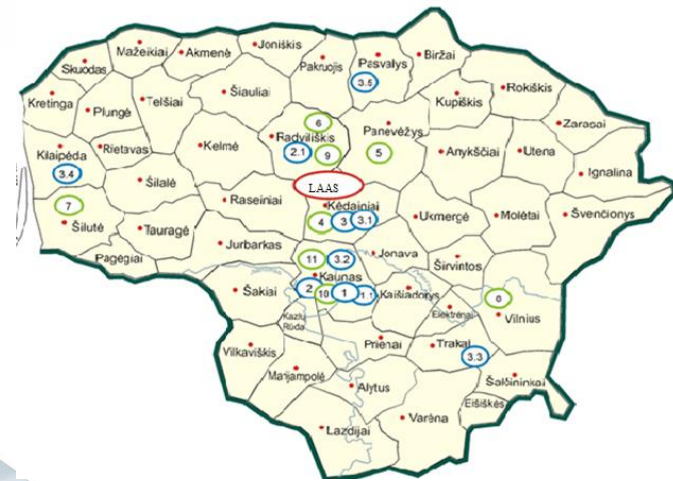 Skuodas
Mažeikiai
Akmenė
Joniškis
Pakruojis
Pasvalys
Biržai
3.5
Kretinga
Plungė
Telšiai
Šiauliai
Kupiškis
Rokiškis
Zarasai
Klaipėda
3.4
Rietavas
Kelmė
Radviliškis
6
2.1
9
Panevėžys
5
Anykščiai
Utena
Ignalina
7
Šilutė
Šilalė
Raseiniai
LAAS
Kėdainiai
4
3
3.1
Ukmergė
Molėtai
Švenčionys
Pagėgiai
Tauragė
Jurbarkas
11
3.2
Jonava
Širvintos
Šakiai
Kaunas
2
10
1
1.1
Kaišiadorys
Elektrėnai
Vilnius
Kazlų
Rūda
Vilkaviškis
Prienai
Trakai
3.3
Marijampolė
Alytus
Šalčininkai
Eišiškės
Lazdijai
Varėna